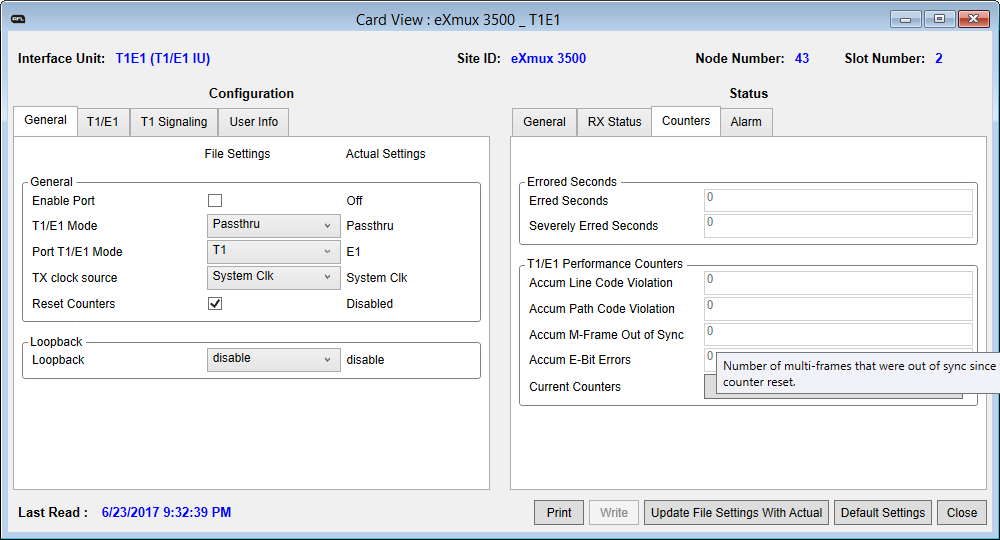 RFL
Card View : eXmux 3500 _ T1E1
Interface Unit: T1E1 (T1/E1 IU) Site ID: eXmux 3500 Node Number: 43 Slot Number: 2
Configuration
General T1/E1 T1 Signaling User Info
File Settings Actual Settings
General
Enable Port Off
T1/E1 Mode Passthru Passthru
Port T1/E1 Mode T1 E1
TX clock source System Clk System Clk
Reset Counters Disabled
Loopback
Loopback disable disable
Status
General RX Status Counters Alarm
Errored Seconds
Erred Seconds 0
Severely Erred Seconds 0
T1/E1 Performance Counters
Accum Line Code Violation 0
Accum Path Code Violation 0
Accum M-Frame Out of Sync 0
Accum E-Bit Errors 0
Current Counters
Number of multi-frames that were out of sync since
counter reset.
Last Read : 6/23/2017 9:32:39 PM
Print Write Update File Settings With Actual Default Settings Close